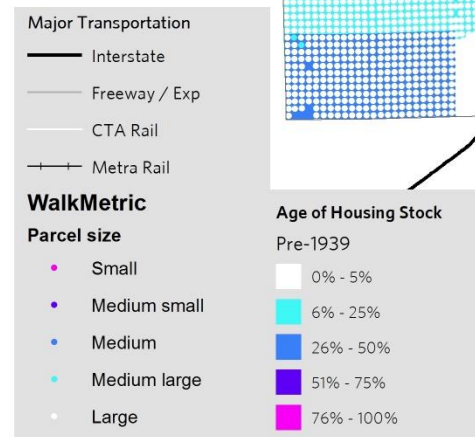 Major Transportation
Interstate
Freeway / Exp
CTA Rail
Metra Rail
WalkMetric
Parcel size
Small
Medium small
Medium
Medium large
Large
Age of Housing Stock
Pre-1939
0% - 5%
6% - 25%
26% - 50%
51% - 75%
76% - 100%